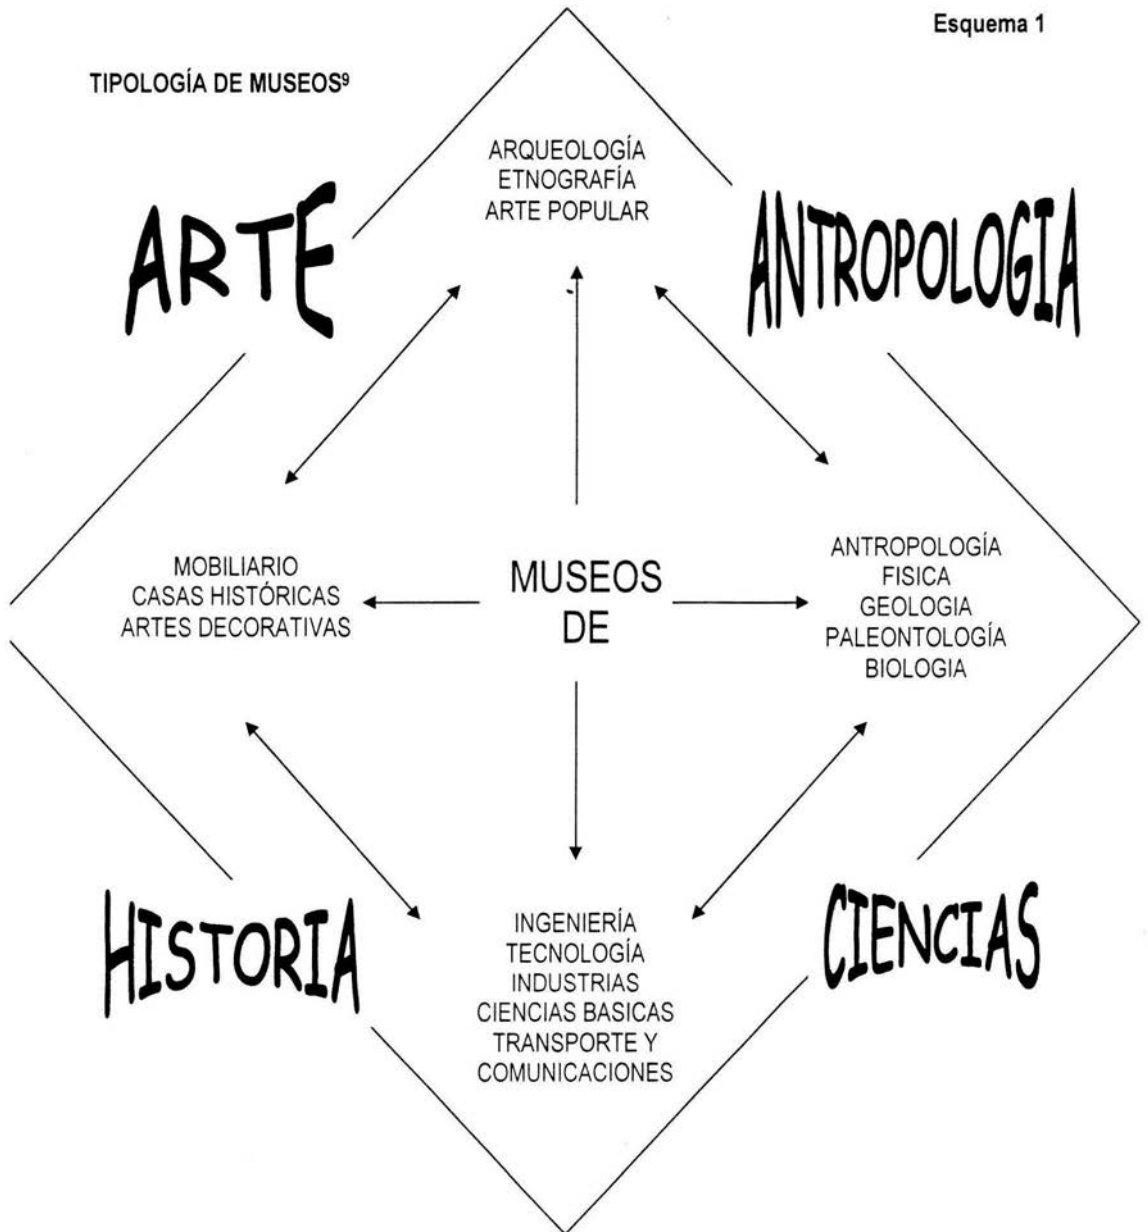 Esquema 1
TIPOLOGÍA DE MUSEOS⁹
ARQUEOLOGÍA
ETNOGRAFÍA
ARTE POPULAR
ARTE
ANTROPOLOGIA
MOBILIARIO
CASAS HISTÓRICAS
ARTES DECORATIVAS
MUSEOS
DE
ANTROPOLOGÍA
FISICA
GEOLOGIA
PALEONTOLOGÍA
BIOLOGIA
HISTORIA
CIENCIAS
INGENIERÍA
TECNOLOGÍA
INDUSTRIAS
CIENCIAS BASICAS
TRANSPORTE Y
COMUNICACIONES